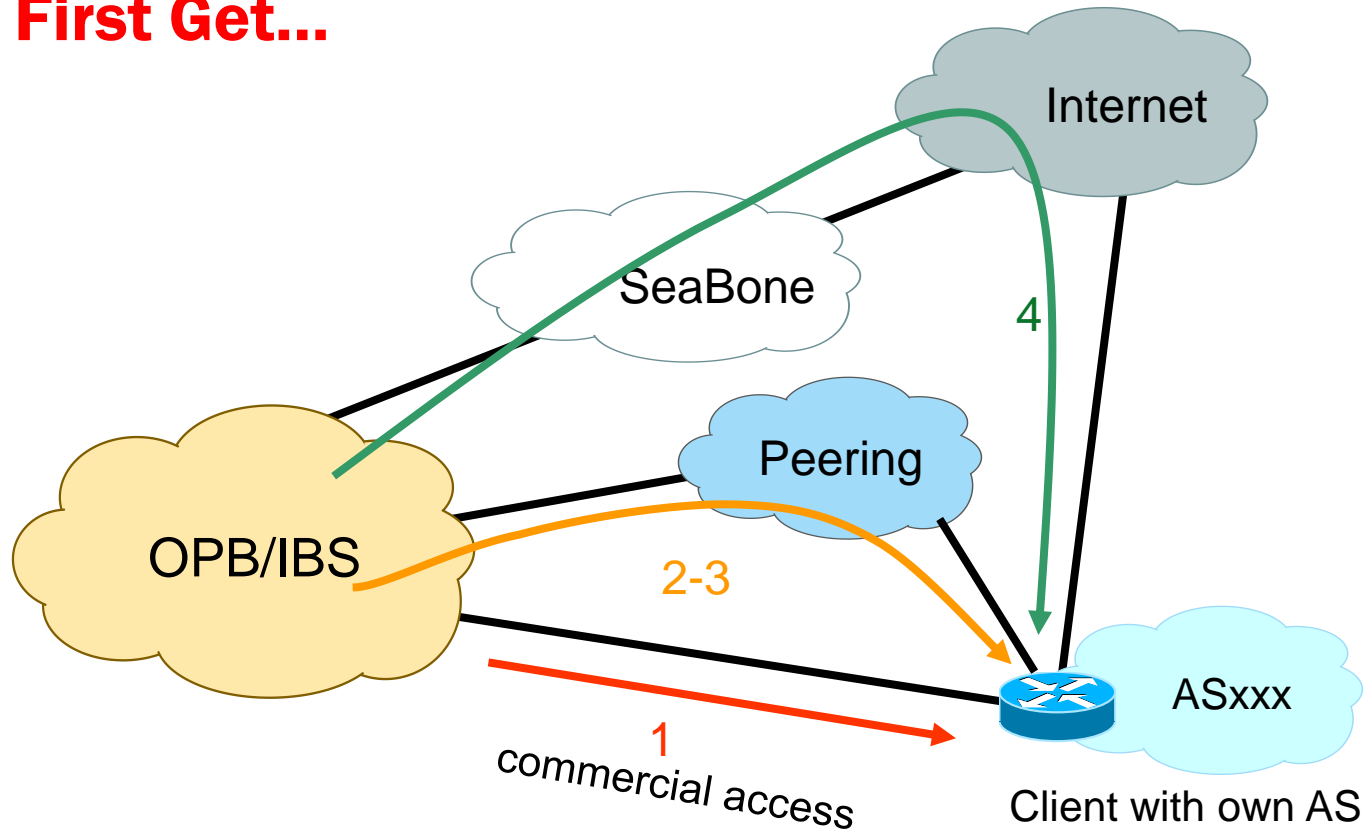 First Get...
Internet
SeaBone
4
Peering
OPB/IBS
2-3
ASxxx
1
commercial access
Client with own AS